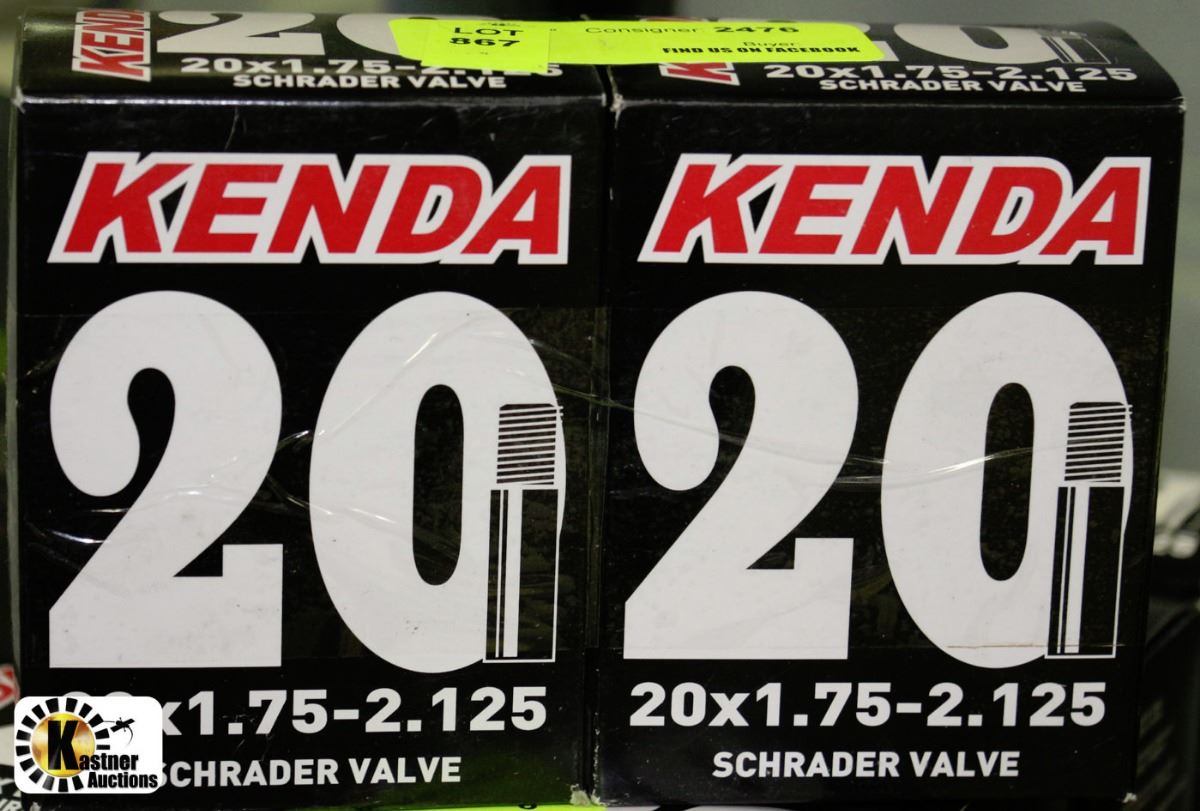 KENDA
20
LOT
867
Consigner 2476
Buyer
FIND US ON FACEBOOK
20x1.75-2.125
SCHRADER VALVE
20x1.75-2.125
SCHRADER VALVE
KENDA
KENDA
20
20
x1.75-2.125
SCHRADER VALVE
20x1.75-2.125
SCHRADER VALVE
Kastner
Auctions